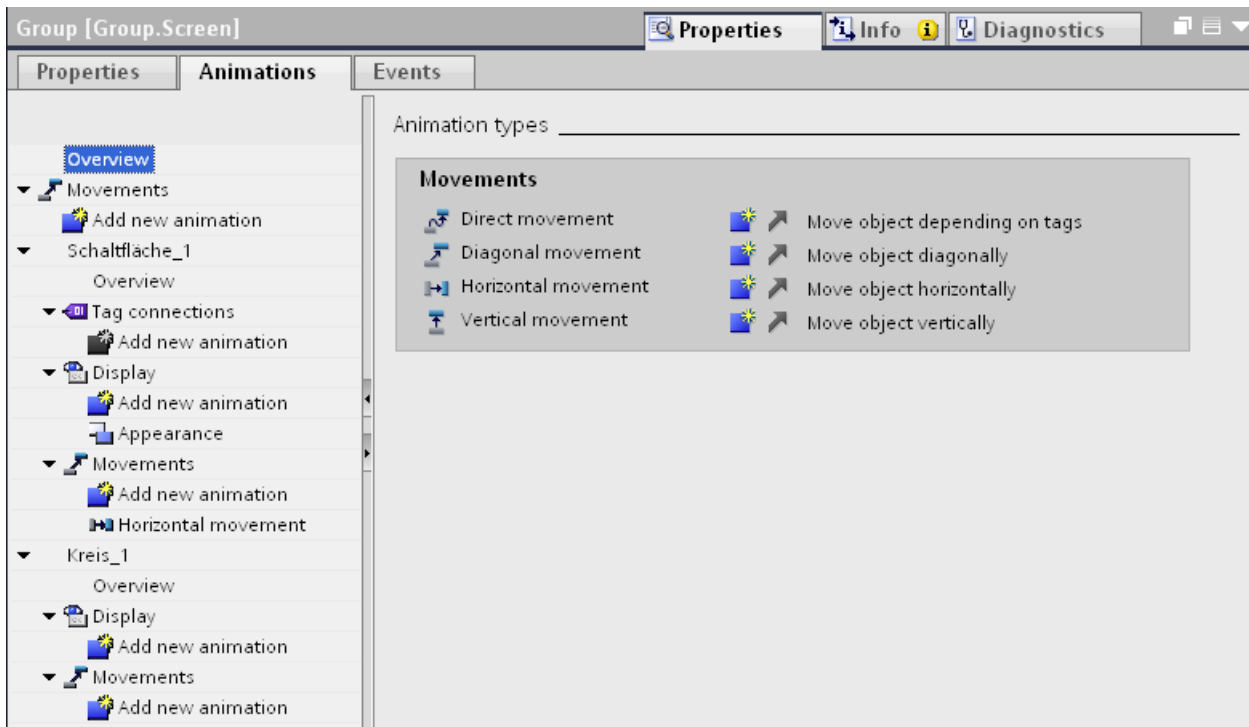 Group [Group.Screen]
Properties
Info
Diagnostics
Properties
Animations
Events
Overview
Movements
Add new animation
Schaltfläche_1
Overview
Tag connections
Add new animation
Display
Add new animation
Appearance
Movements
Add new animation
Horizontal movement
Kreis_1
Overview
Display
Add new animation
Movements
Add new animation
Animation types
Movements
Direct movement Move object depending on tags
Diagonal movement Move object diagonally
Horizontal movement Move object horizontally
Vertical movement Move object vertically